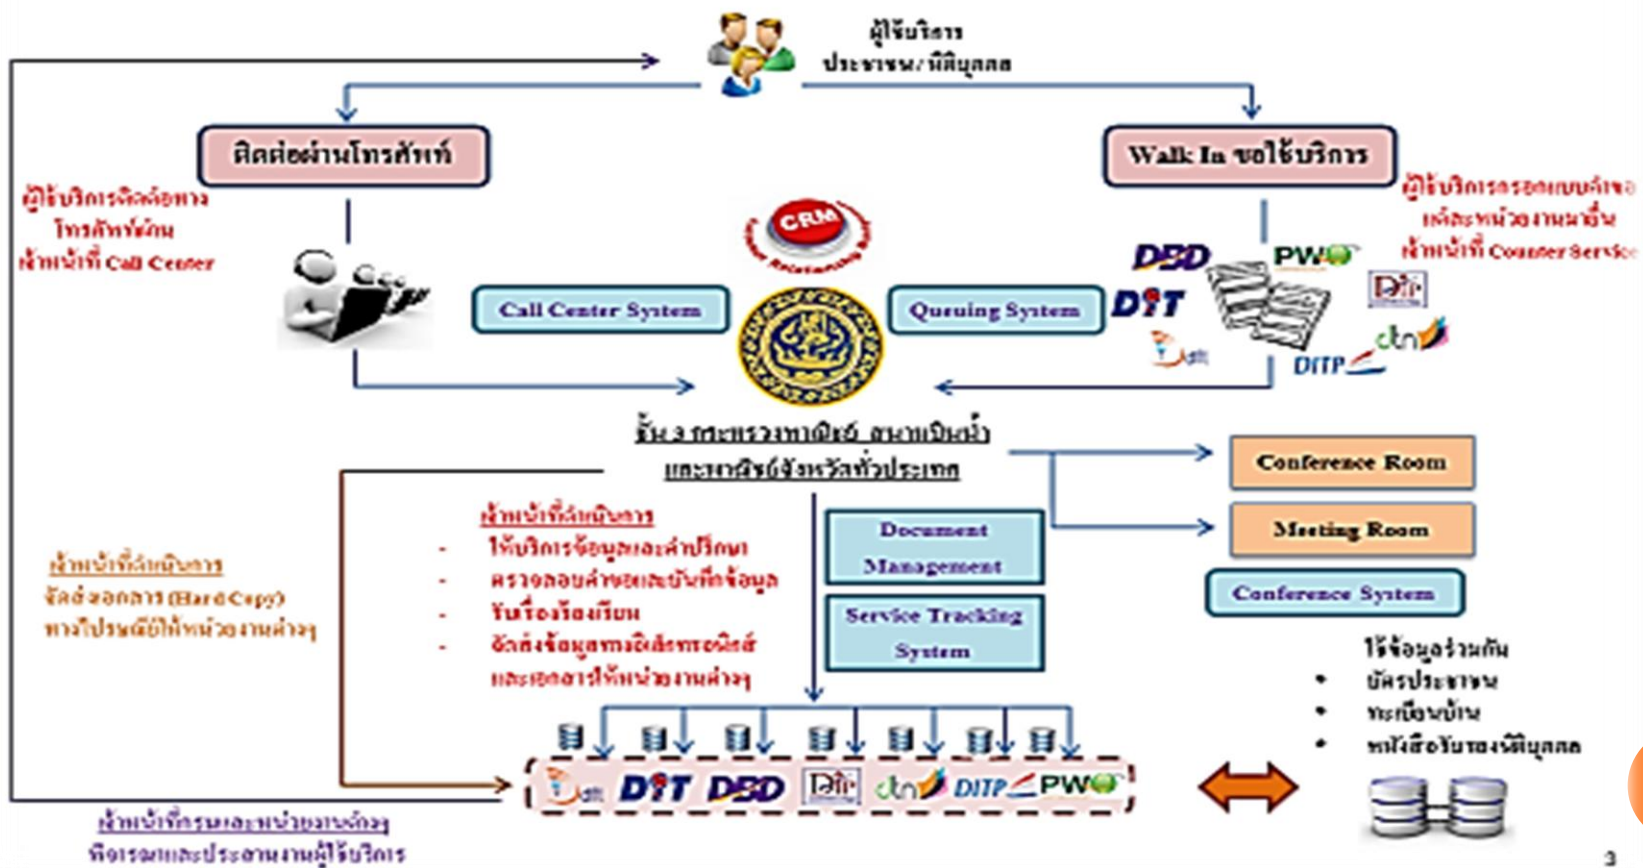 ผู้ใช้บริการ
ประชาชน/นิติบุคคล
ติดต่อผ่านโทรศัพท์
Walk In ขอใช้บริการ
ผู้ใช้บริการติดต่อทาง
โทรศัพท์ผ่าน
เจ้าหน้าที่ Call Center
ผู้ใช้บริการกรอกแบบคำขอ
แต่ละหน่วยงานมายื่น
เจ้าหน้าที่ Counter Service
CRM
Call Center System
Queuing System
DBD
PWO
DIT
DITP
ชั้น 3 กระทรวงพาณิชย์ สนามบินน้ำ
และพาณิชย์จังหวัดทั่วประเทศ
Conference Room
Meeting Room
Conference System
Document
Management
Service Tracking
System
เจ้าหน้าที่ดำเนินการ
- ให้บริการข้อมูลและคำปรึกษา
- ตรวจสอบคำขอและบันทึกข้อมูล
- รับเรื่องร้องเรียน
- จัดส่งข้อมูลทางอิเล็กทรอนิกส์
และเอกสารให้หน่วยงานต่างๆ
เจ้าหน้าที่ดำเนินการ
จัดส่งเอกสาร (Hard Copy)
ทางไปรษณีย์ให้หน่วยงานต่างๆ
ใช้ข้อมูลร่วมกัน
• บัตรประชาชน
• ทะเบียนบ้าน
• หนังสือรับรองนิติบุคคล
DIT DBD DITP PWO
เจ้าหน้าที่กรมและหน่วยงานต่างๆ
พิจารณาและประสานงานผู้ใช้บริการ
3